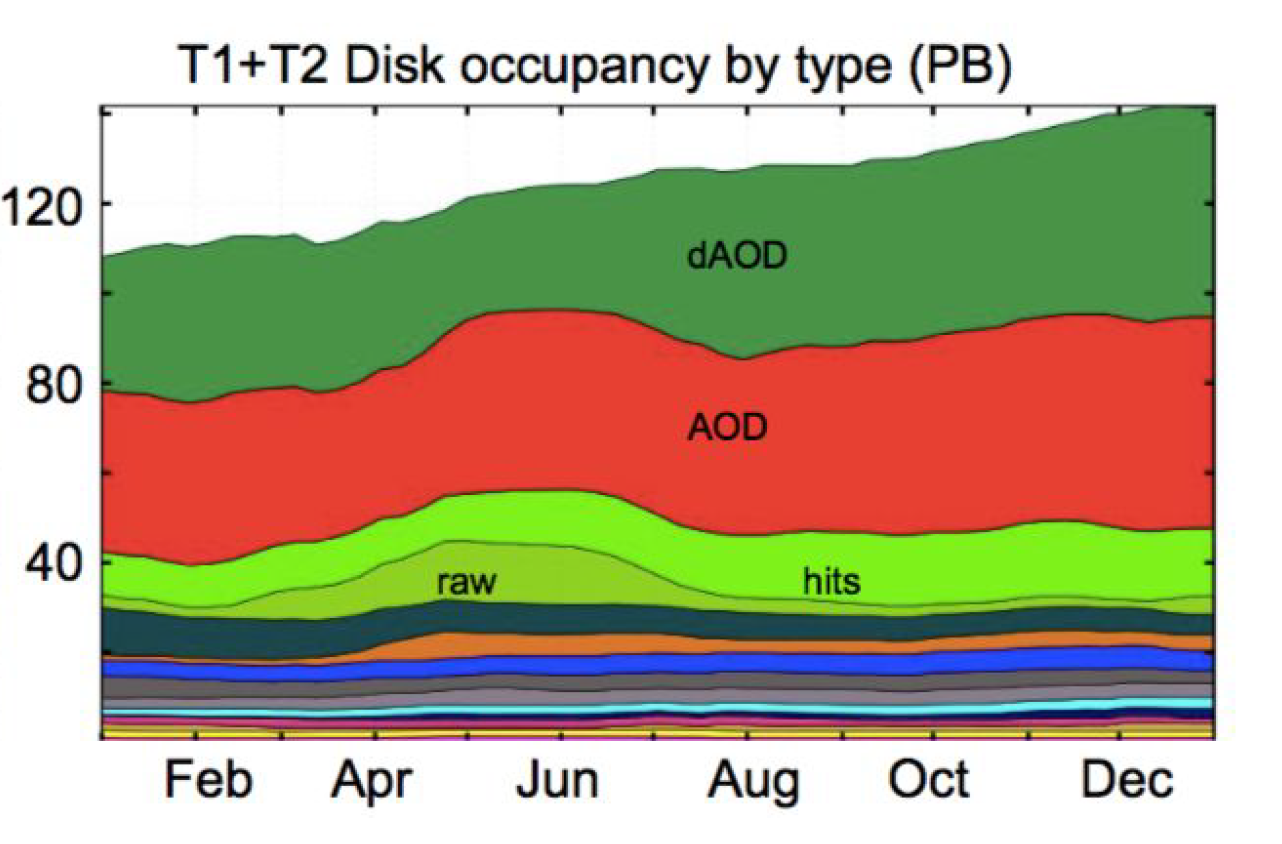 T1+T2 Disk occupancy by type (PB)
120
dAOD
80
AOD
40
raw hits
Feb Apr Jun Aug Oct Dec